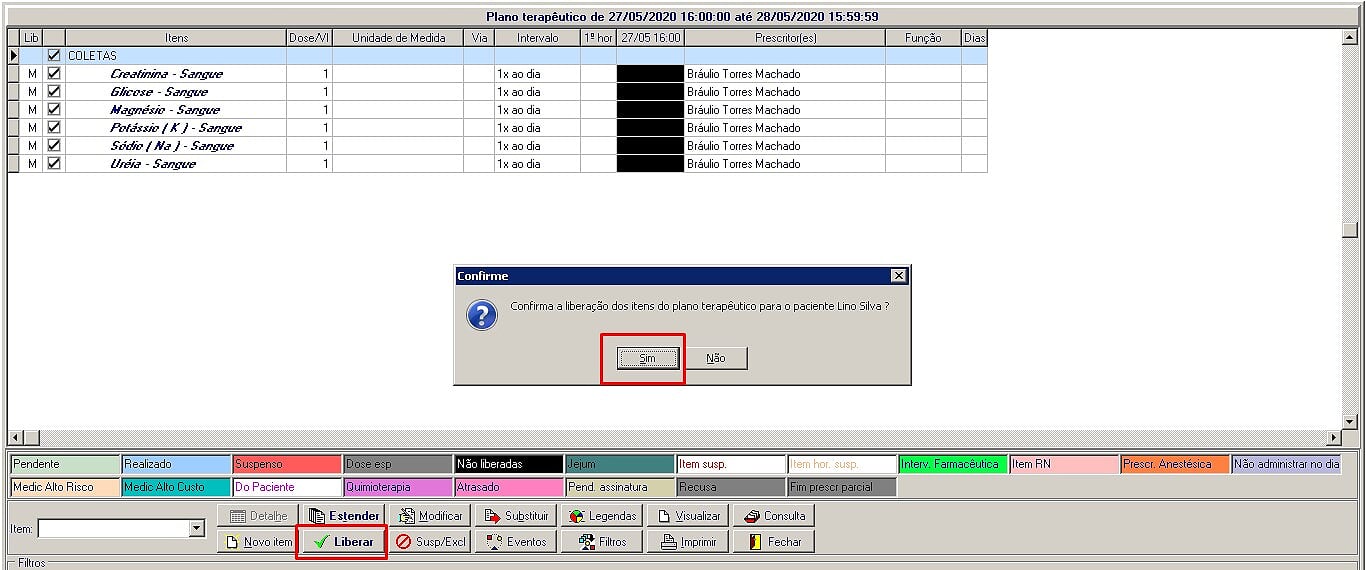 Plano terapêutico de 27/05/2020 16:00:00 até 28/05/2020 15:59:59
Lib Itens Dose/Vl Unidade de Medida Via Intervalo 1ª hor 27/05 16:00 Prescritor(es) Função Dias
COLETAS
M Creatinina - Sangue 1 1x ao dia Bráulio Torres Machado
M Glicose - Sangue 1 1x ao dia Bráulio Torres Machado
M Magnésio - Sangue 1 1x ao dia Bráulio Torres Machado
M Potássio ( K ) - Sangue 1 1x ao dia Bráulio Torres Machado
M Sódio ( Na ) - Sangue 1 1x ao dia Bráulio Torres Machado
M Uréia - Sangue 1 1x ao dia Bráulio Torres Machado
Confirme
Confirma a liberação dos itens do plano terapêutico para o paciente Lino Silva ?
Sim Não
Pendente Realizado Suspenso Dose esp Não liberadas Jejum Item susp. Item hor. susp. Interv. Farmacêutica Item RN Prescr. Anestésica Não administrar no dia
Medic Alto Risco Medic Alto Custo Do Paciente Quimioterapia Atrasado Pend. assinatura Recusa Fim prescr parcial
Item: Detalhe Estender Modificar Substituir Legendas Visualizar Consulta
Novo item Liberar Susp/Excl Eventos Filtros Imprimir Fechar
Filtros